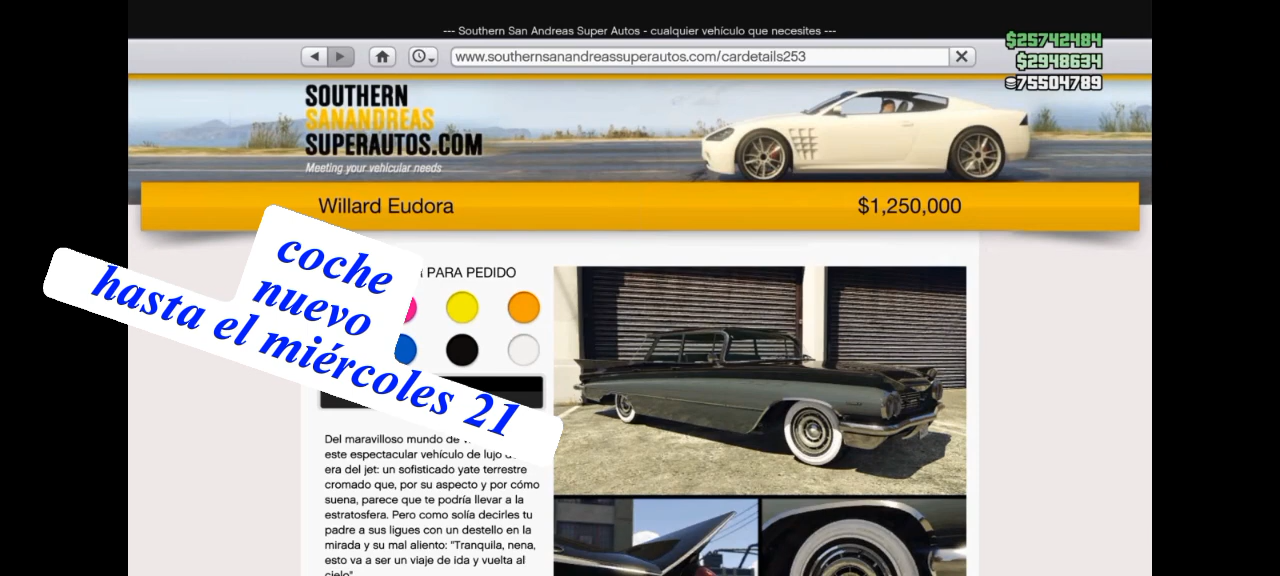 --- Southern San Andreas Super Autos - cualquier vehículo que necesites ---
www.southernsanandreassuperautos.com/cardetails253
$25742484
$2948634
75504789
SOUTHERN
SANANDREAS
SUPERAUTOS.COM
Meeting your vehicular needs
Willard Eudora
$1,250,000
coche
nuevo
hasta el miércoles 21
PARA PEDIDO
Del maravilloso mundo de
este espectacular vehículo de lujo
era del jet: un sofisticado yate terrestre
cromado que, por su aspecto y por cómo
suena, parece que te podría llevar a la
estratosfera. Pero como solía decirles tu
padre a sus ligues con un destello en la
mirada y su mal aliento: "Tranquila, nena,
esto va a ser un viaje de ida y vuelta al
cielo"